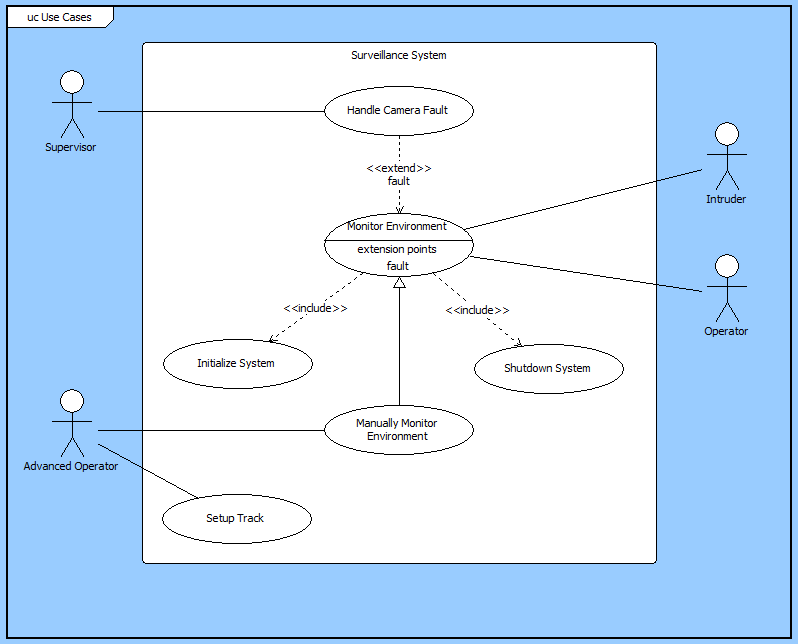 uc Use Cases
Surveillance System
Handle Camera Fault
Supervisor
<<extend>>
fault
Intruder
Monitor Environment
extension points
fault
<<include>>
<<include>>
Operator
Initialize System
Shutdown System
Manually Monitor
Environment
Advanced Operator
Setup Track